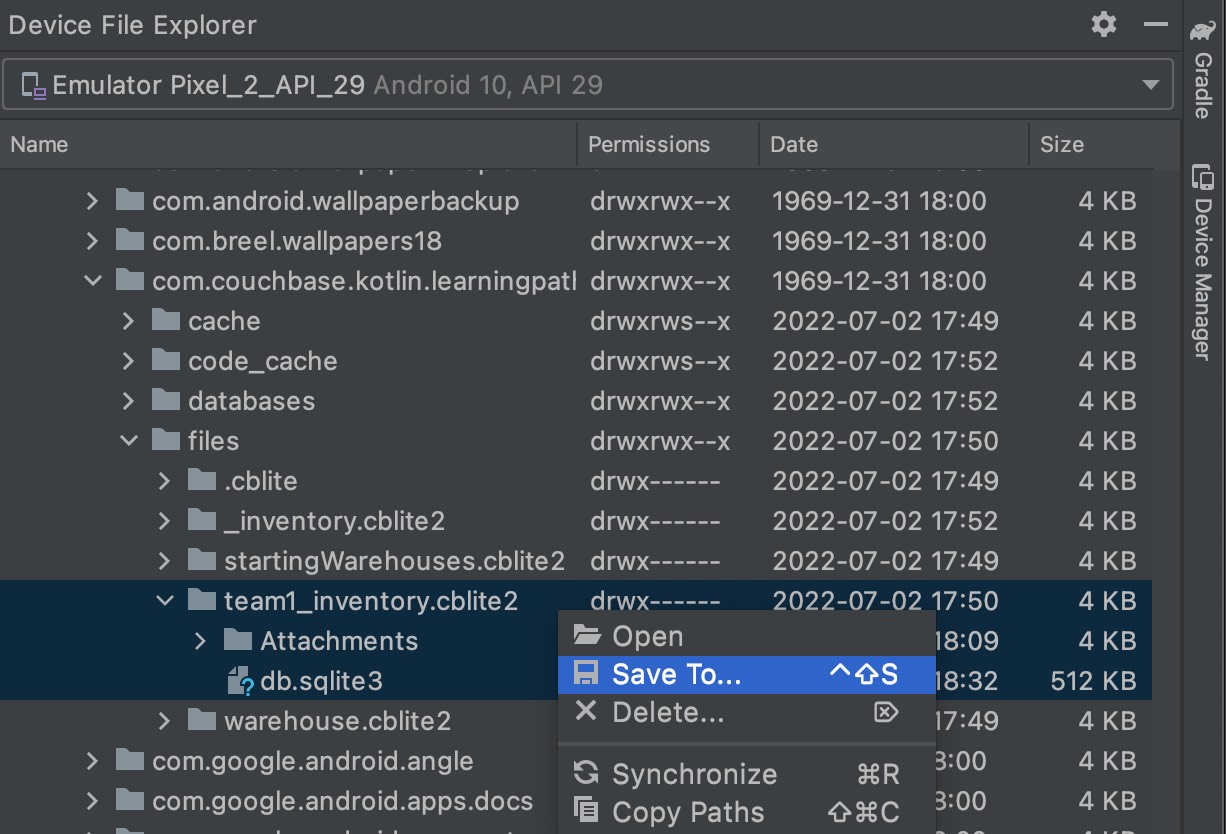 Device File Explorer
Emulator Pixel_2_API_29 Android 10, API 29
Name Permissions Date Size
com.android.wallpaperbackup drwxrwx--x 1969-12-31 18:00 4 KB
com.breel.wallpapers18 drwxrwx--x 1969-12-31 18:00 4 KB
com.couchbase.kotlin.learningpath drwxrwx--x 1969-12-31 18:00 4 KB
cache drwxrws--x 2022-07-02 17:49 4 KB
code_cache drwxrws--x 2022-07-02 17:52 4 KB
databases drwxrwx--x 2022-07-02 17:52 4 KB
files drwxrwx--x 2022-07-02 17:50 4 KB
.cblite drwx------ 2022-07-02 17:49 4 KB
_inventory.cblite2 drwx------ 2022-07-02 17:52 4 KB
startingWarehouses.cblite2 drwx------ 2022-07-02 17:49 4 KB
team1_inventory.cblite2 drwx------ 2022-07-02 17:50 4 KB
Attachments 18:09 4 KB
db.sqlite3 18:32 512 KB
warehouse.cblite2 17:49 4 KB
com.google.android.angle 8:00 4 KB
com.google.android.apps.docs 8:00 4 KB
Open
Save To... ^⇧S
Delete... ⌦
Synchronize ⌘R
Copy Paths ⇧⌘C
Gradle
Device Manager